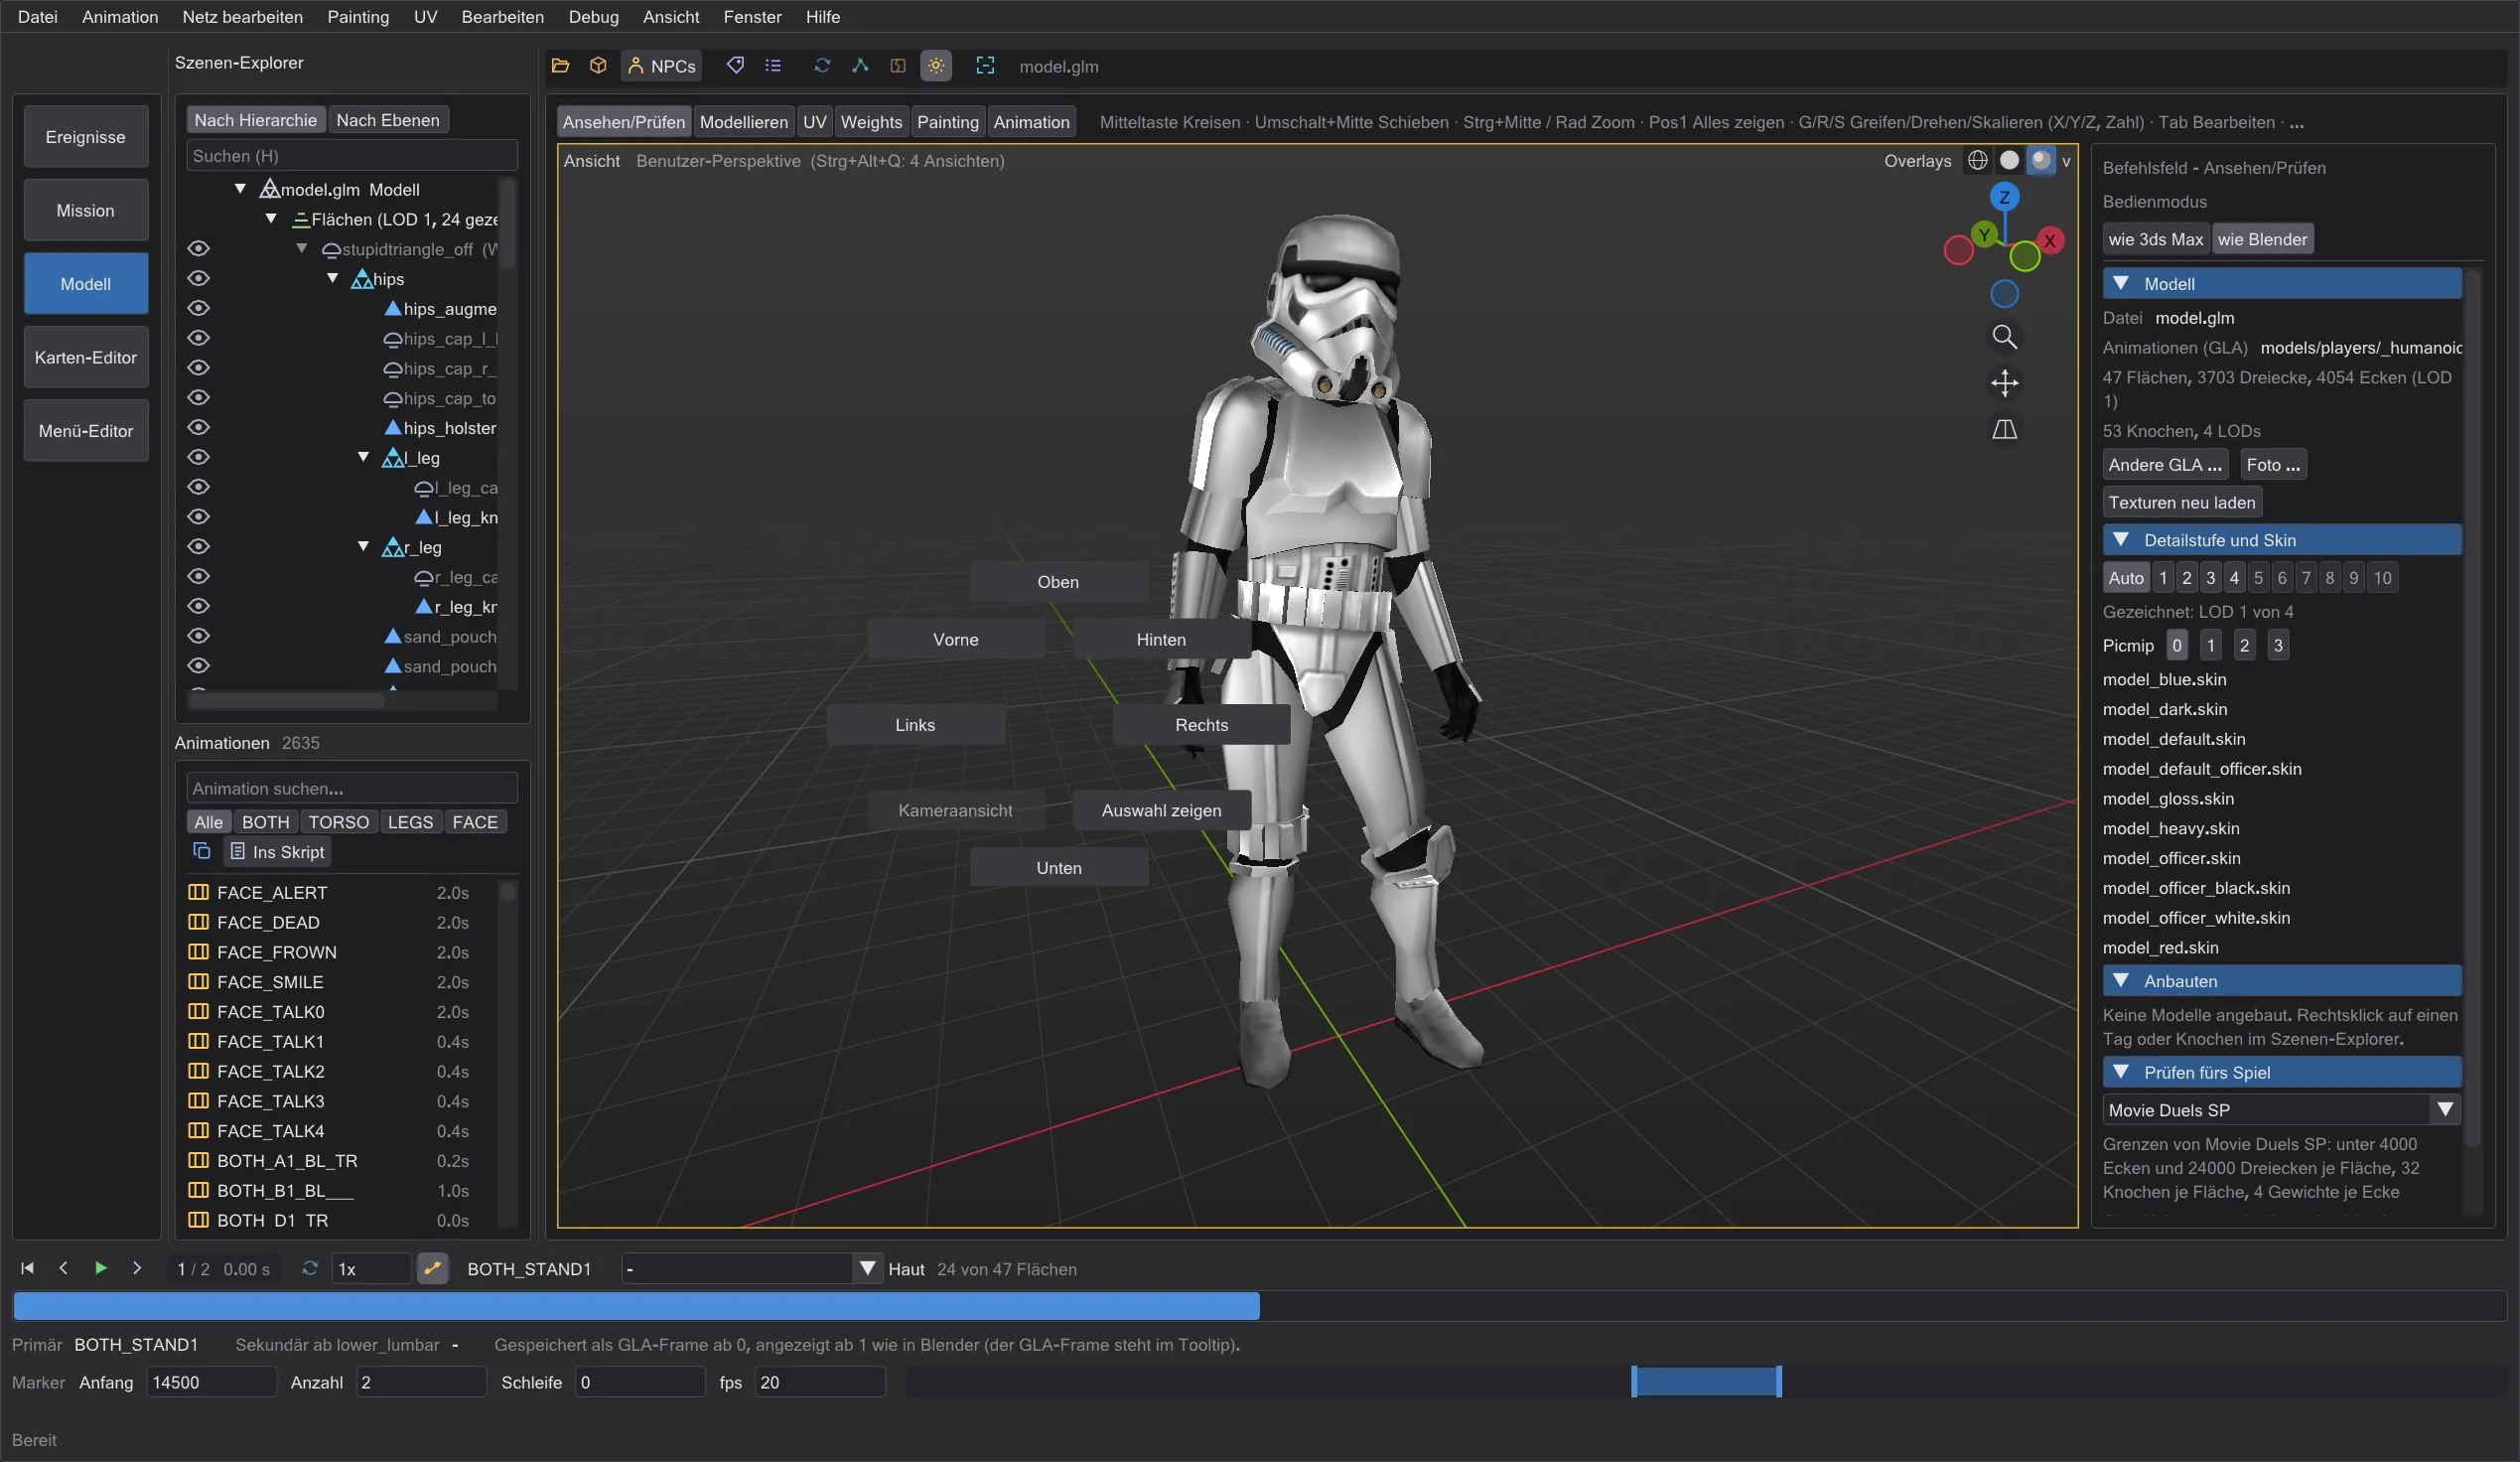 Datei Animation Netz bearbeiten Painting UV Bearbeiten Debug Ansicht Fenster Hilfe
Szenen-Explorer
NPCs model.glm
Ereignisse
Mission
Modell
Karten-Editor
Menü-Editor
Nach Hierarchie Nach Ebenen
Suchen (H)
model.glm Modell
Flächen (LOD 1, 24 geze
stupidtriangle_off
hips
hips_augme
hips_cap_l_
hips_cap_r_
hips_cap_to
hips_holster
l_leg
l_leg_ca
l_leg_kn
r_leg
r_leg_ca
r_leg_kn
sand_pouch
sand_pouch
Animationen 2635
Animation suchen...
Alle BOTH TORSO LEGS FACE
Ins Skript
FACE_ALERT 2.0s
FACE_DEAD 2.0s
FACE_FROWN 2.0s
FACE_SMILE 2.0s
FACE_TALK0 2.0s
FACE_TALK1 0.4s
FACE_TALK2 0.4s
FACE_TALK3 0.4s
FACE_TALK4 0.4s
BOTH_A1_BL_TR 0.2s
BOTH_B1_BL___ 1.0s
BOTH_D1_TR 0.0s
Ansehen/Prüfen Modellieren UV Weights Painting Animation Mitteltaste Kreisen · Umschalt+Mitte Schieben · Strg+Mitte / Rad Zoom · Pos1 Alles zeigen · G/R/S Greifen/Drehen/Skalieren (X/Y/Z, Zahl) · Tab Bearbeiten · ...
Ansicht Benutzer-Perspektive (Strg+Alt+Q: 4 Ansichten) Overlays v
Z
Y
X
Oben
Vorne Hinten
Links Rechts
Kameraansicht Auswahl zeigen
Unten
Befehlsfeld - Ansehen/Prüfen
Bedienmodus
wie 3ds Max wie Blender
Modell
Datei model.glm
Animationen (GLA) models/players/_humanoid
47 Flächen, 3703 Dreiecke, 4054 Ecken (LOD
1)
53 Knochen, 4 LODs
Andere GLA ... Foto ...
Texturen neu laden
Detailstufe und Skin
Auto 1 2 3 4 5 6 7 8 9 10
Gezeichnet: LOD 1 von 4
Picmip 0 1 2 3
model_blue.skin
model_dark.skin
model_default.skin
model_default_officer.skin
model_gloss.skin
model_heavy.skin
model_officer.skin
model_officer_black.skin
model_officer_white.skin
model_red.skin
Anbauten
Keine Modelle angebaut. Rechtsklick auf einen
Tag oder Knochen im Szenen-Explorer.
Prüfen fürs Spiel
Movie Duels SP
Grenzen von Movie Duels SP: unter 4000
Ecken und 24000 Dreiecken je Fläche, 32
Knochen je Fläche, 4 Gewichte je Ecke
1 / 2 0.00 s 1x BOTH_STAND1 - Haut 24 von 47 Flächen
Primär BOTH_STAND1 Sekundär ab lower_lumbar - Gespeichert als GLA-Frame ab 0, angezeigt ab 1 wie in Blender (der GLA-Frame steht im Tooltip).
Marker Anfang 14500 Anzahl 2 Schleife 0 fps 20
Bereit